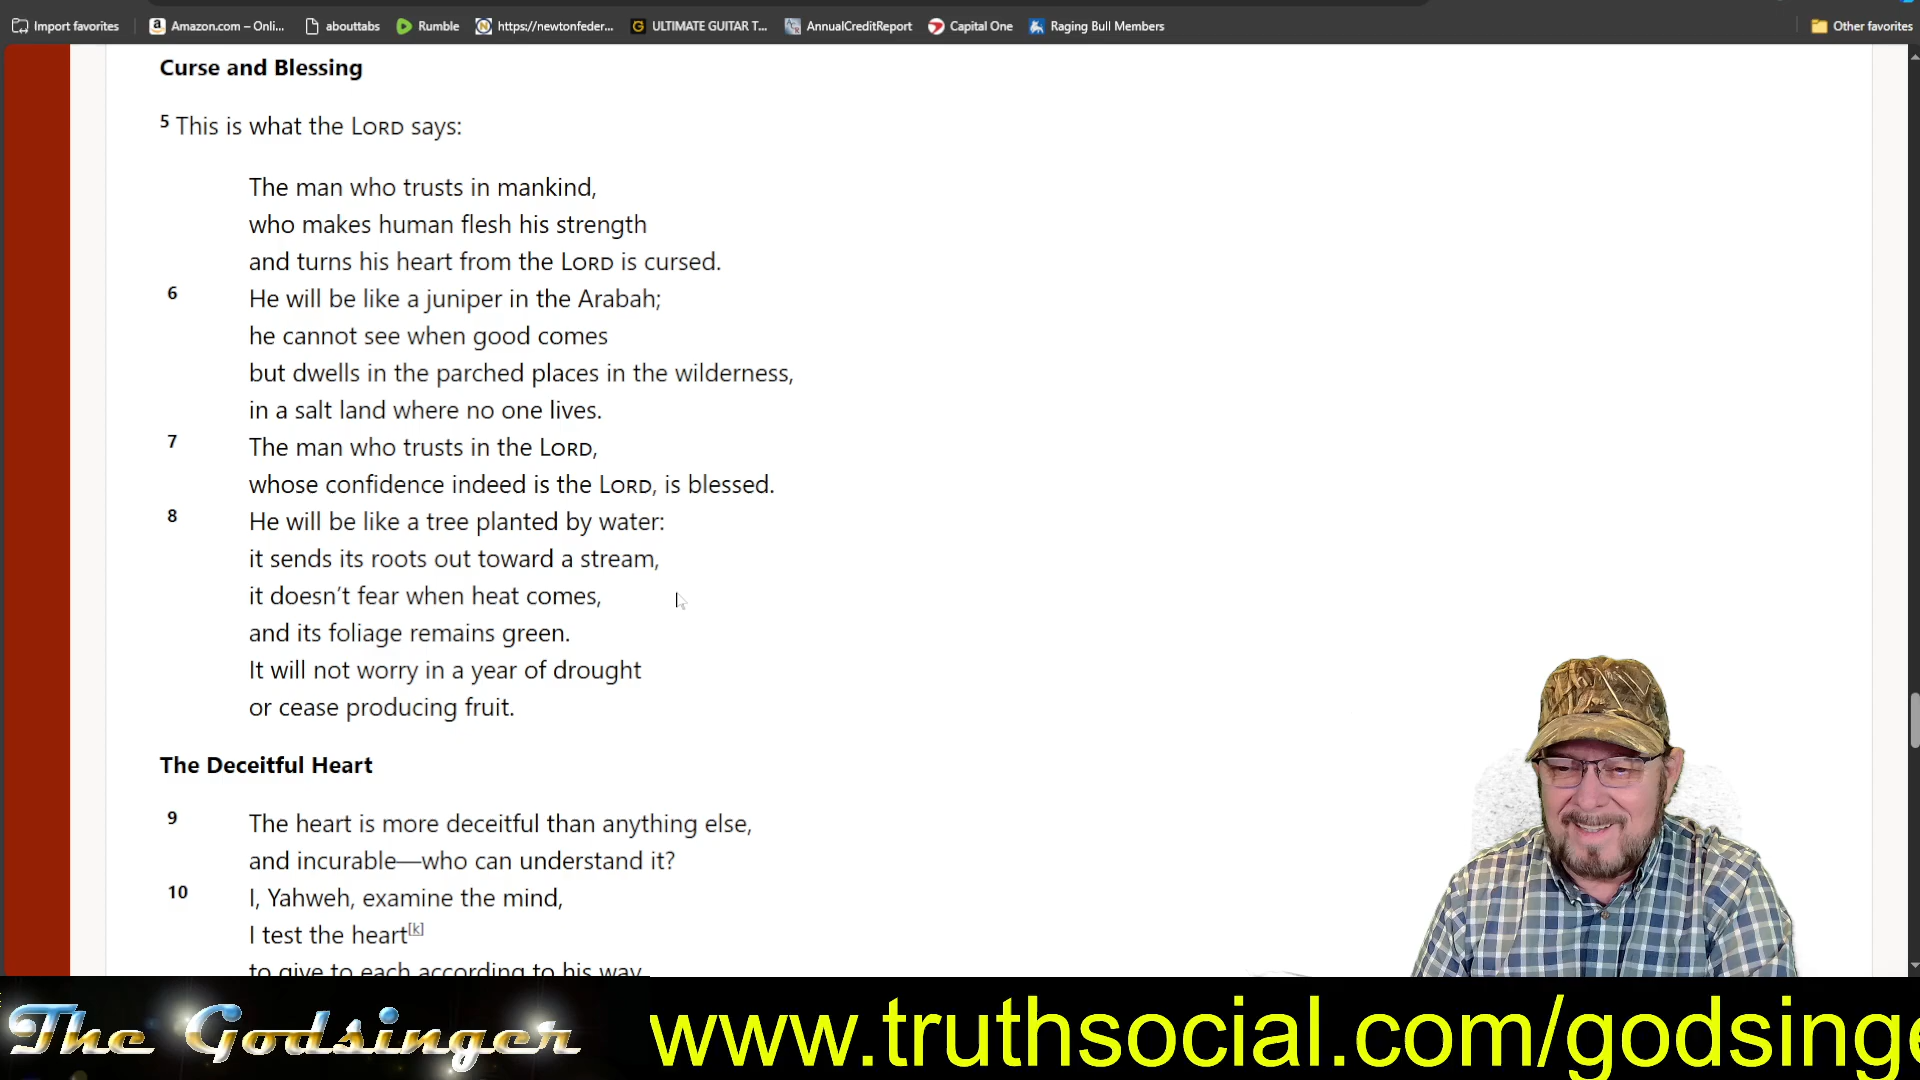 Import favorites
Amazon.com – Onli...
abouttabs
Rumble
https://newtonfeder...
ULTIMATE GUITAR T...
AnnualCreditReport
Capital One
Raging Bull Members
Other favorites
Curse and Blessing
5 This is what the LORD says:
The man who trusts in mankind,
who makes human flesh his strength
and turns his heart from the LORD is cursed.
6 He will be like a juniper in the Arabah;
he cannot see when good comes
but dwells in the parched places in the wilderness,
in a salt land where no one lives.
7 The man who trusts in the LORD,
whose confidence indeed is the LORD, is blessed.
8 He will be like a tree planted by water:
it sends its roots out toward a stream,
it doesn’t fear when heat comes,
and its foliage remains green.
It will not worry in a year of drought
or cease producing fruit.
The Deceitful Heart
9 The heart is more deceitful than anything else,
and incurable—who can understand it?
10 I, Yahweh, examine the mind,
I test the heart[k]
to give to each according to his way
The Godsinger
www.truthsocial.com/godsinge